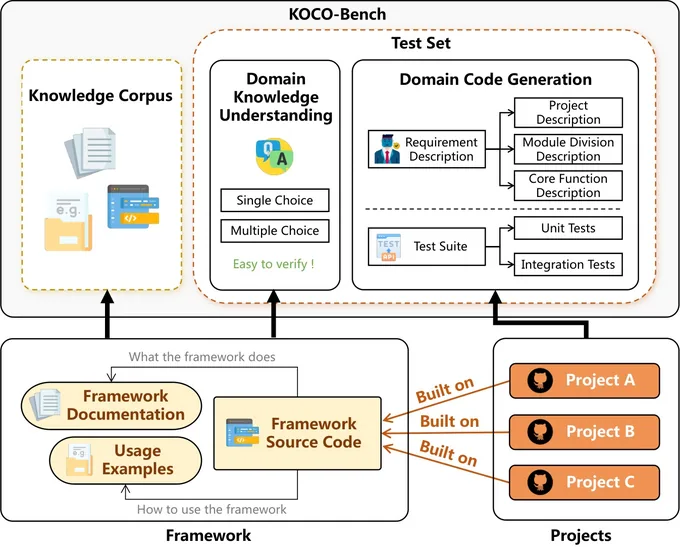 KOCO-Bench
Test Set
Knowledge Corpus
e.g.
</>
Domain
Knowledge
Understanding
Q
A
Single Choice
Multiple Choice
Easy to verify !
Domain Code Generation
Requirement
Description
Project
Description
Module Division
Description
Core Function
Description
TEST
API
Test Suite
Unit Tests
Integration Tests
What the framework does
Framework
Documentation
e.g.
Usage
Examples
</>
Framework
Source Code
How to use the framework
Built on
Built on
Built on
Project A
Project B
Project C
Framework
Projects